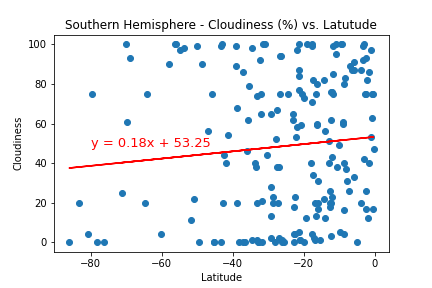 Southern Hemisphere - Cloudiness (%) vs. Latutude
100
80
60
40
20
0
Cloudiness
y = 0.18x + 53.25
−80 −60 −40 −20 0
Latitude